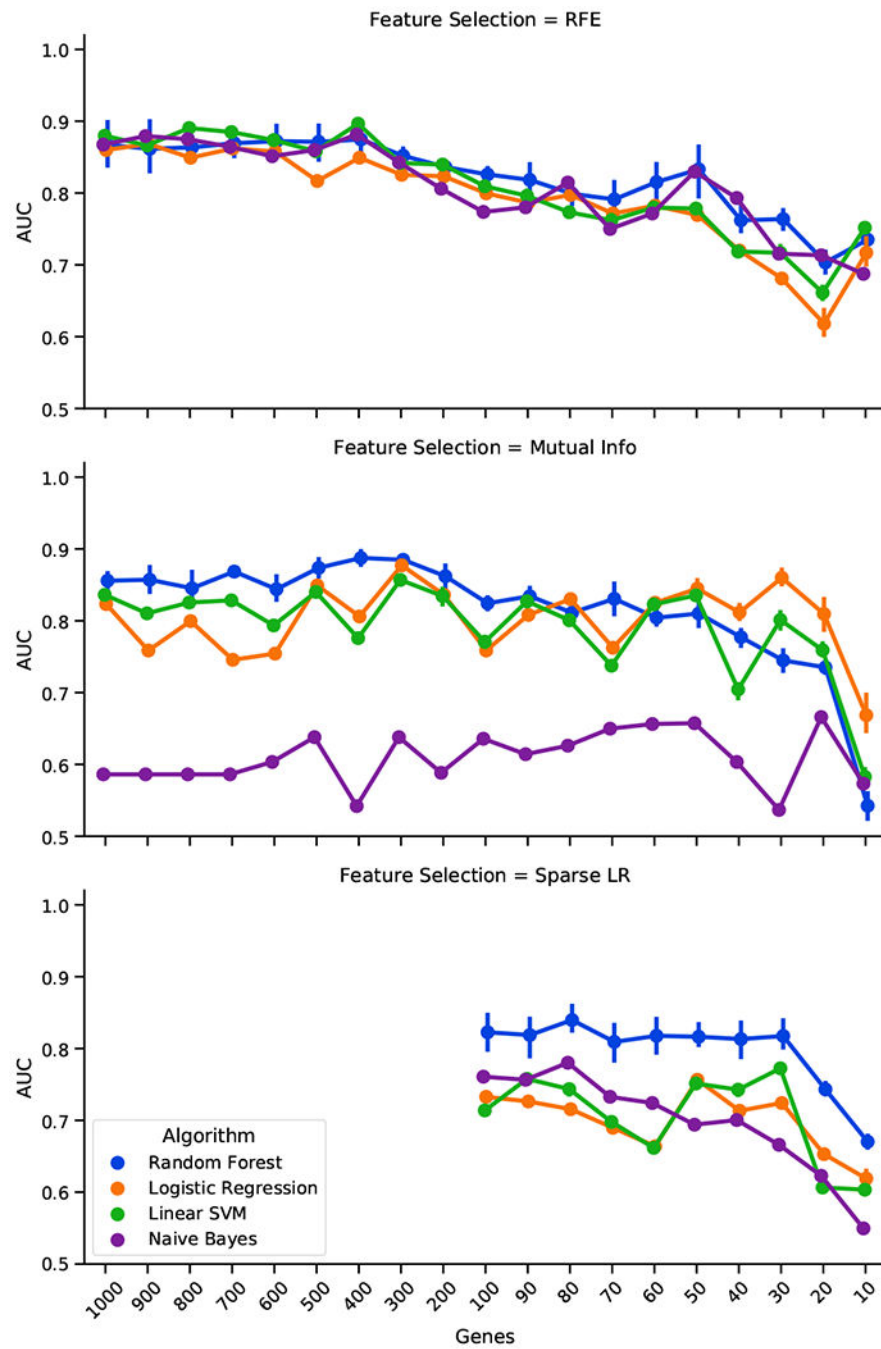 Feature Selection = RFE
1.0
0.9
0.8
0.7
0.6
0.5
AUC
Feature Selection = Mutual Info
1.0
0.9
0.8
0.7
0.6
0.5
AUC
Feature Selection = Sparse LR
1.0
0.9
0.8
0.7
0.6
0.5
AUC
Algorithm
Random Forest
Logistic Regression
Linear SVM
Naive Bayes
1000 900 800 700 600 500 400 300 200 100 90 80 70 60 50 40 30 20 10
Genes